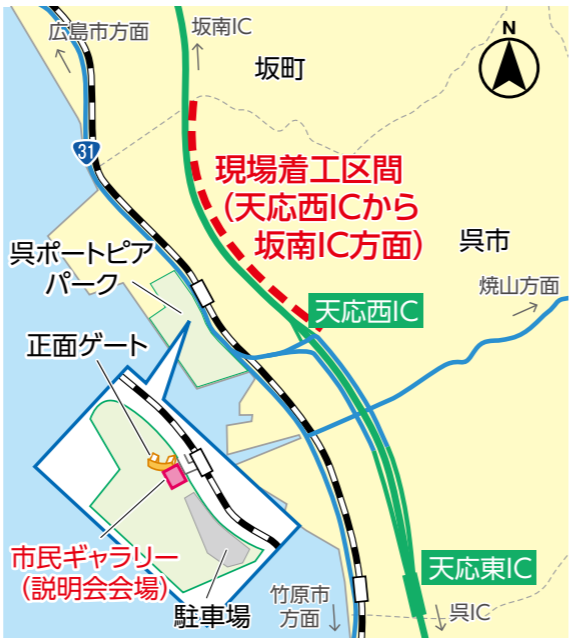 広島市方面
坂南IC
N
坂町
31
現場着工区間
（天応西ICから
坂南IC方面）
呉市
呉ポートピア
パーク
焼山方面
天応西IC
正面ゲート
市民ギャラリー
（説明会会場）
駐車場
竹原市
方面
天応東IC
呉IC